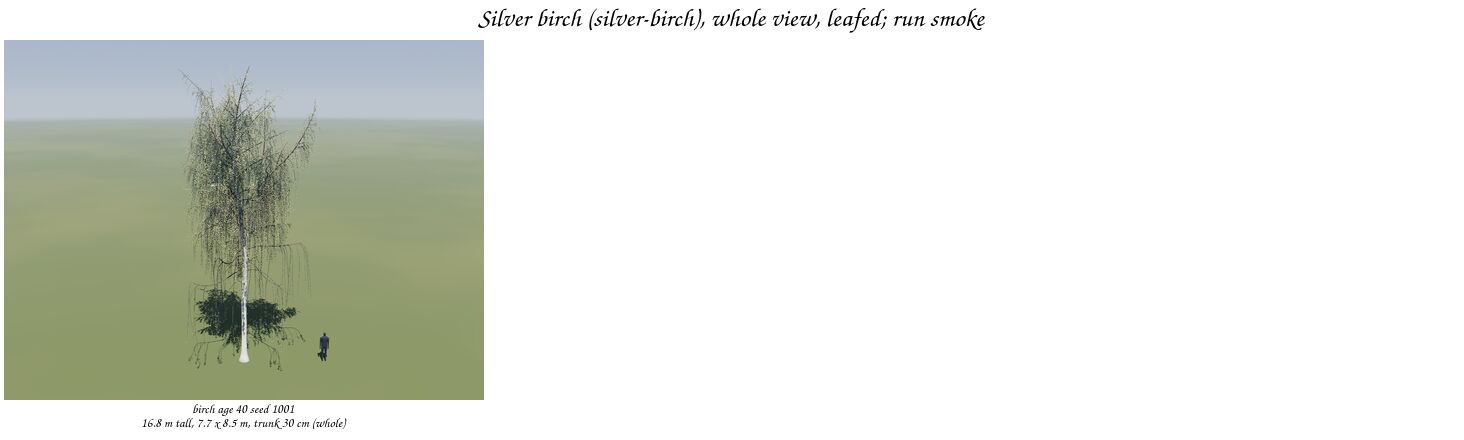 Silver birch (silver-birch), whole view, leafed; run smoke
birch age 40 seed 1001
16.8 m tall, 7.7 x 8.5 m, trunk 30 cm (whole)